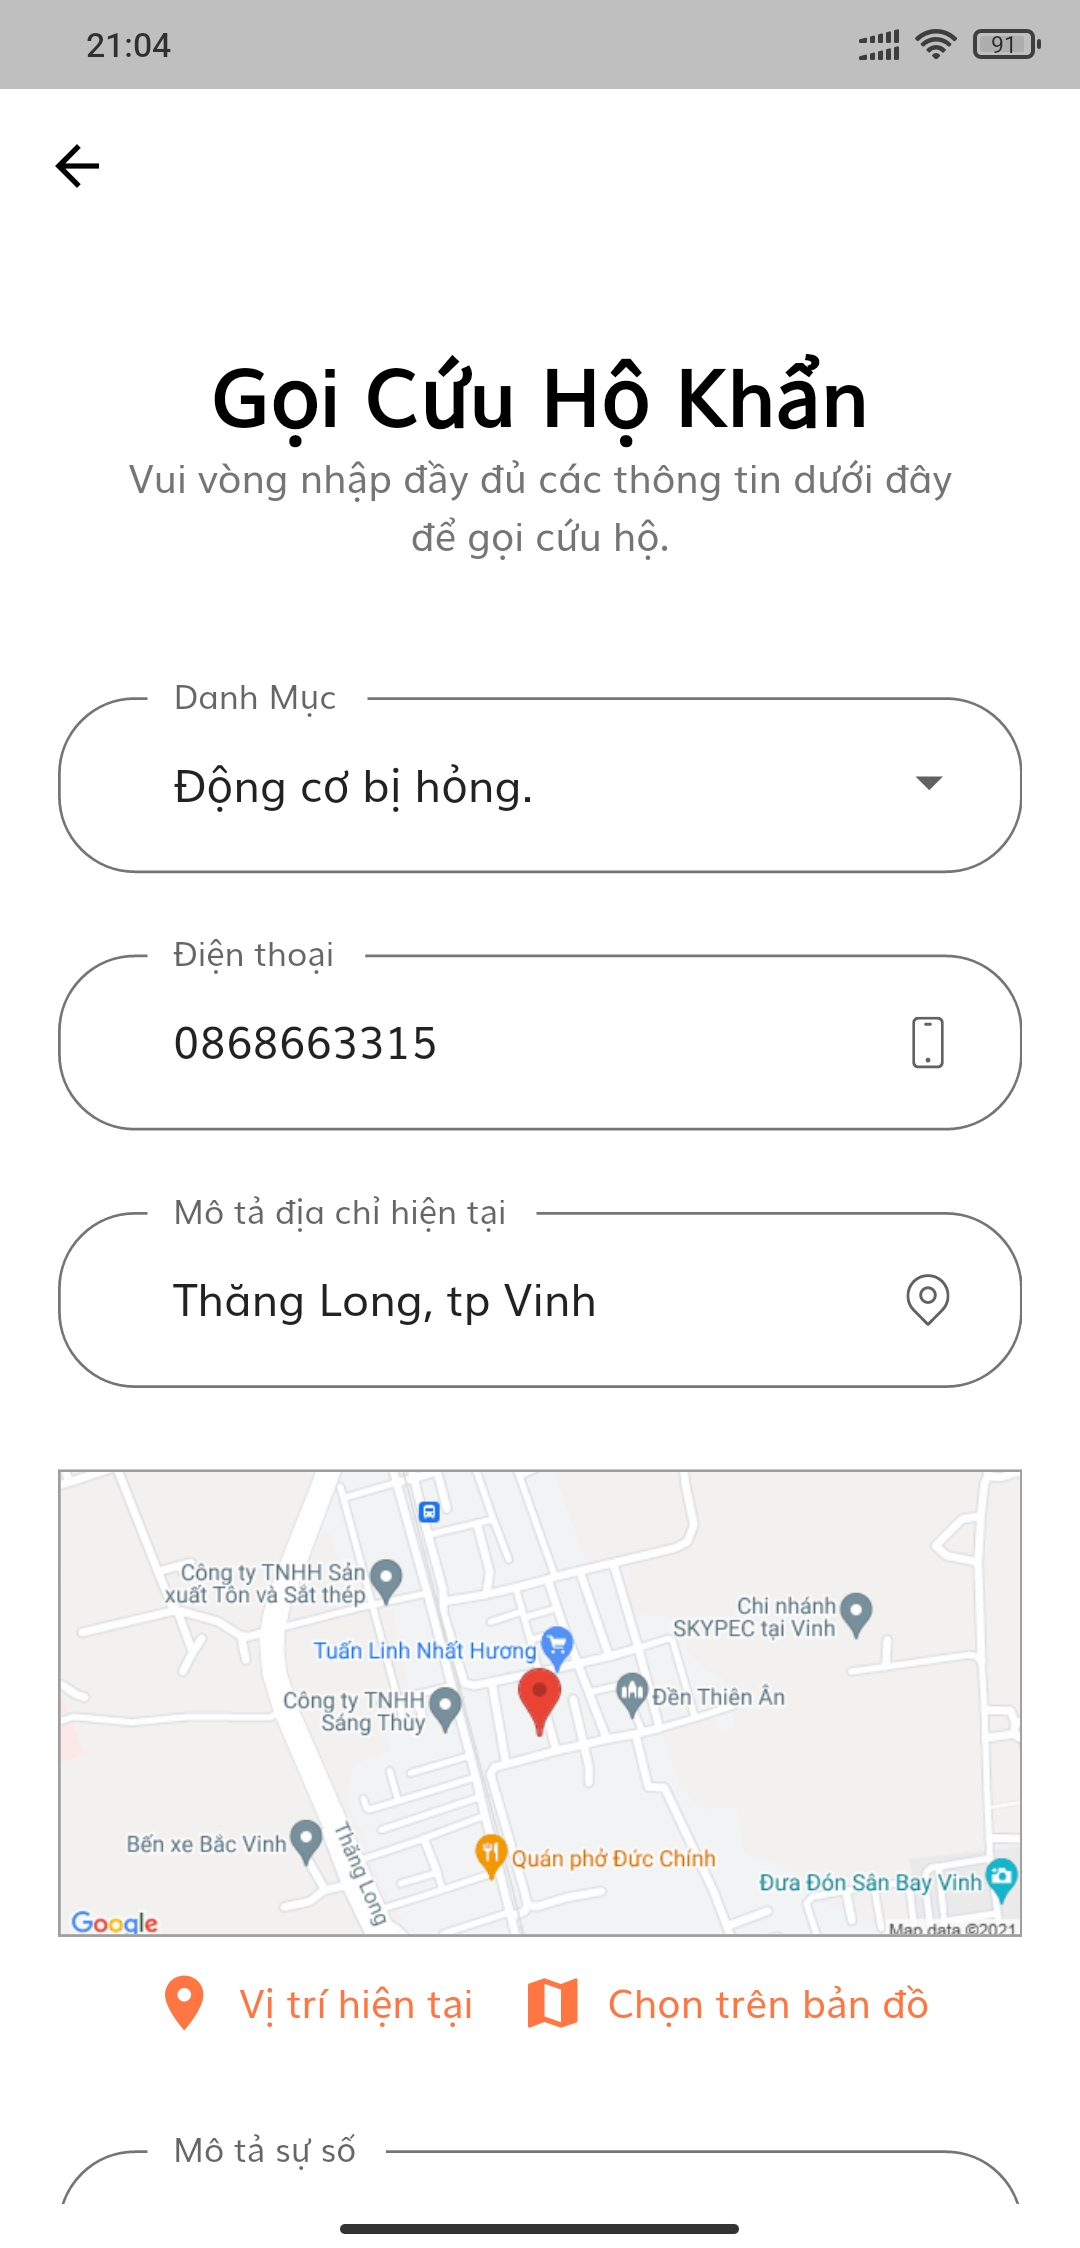 21:04
91
Gọi Cứu Hộ Khẩn
Vui vòng nhập đầy đủ các thông tin dưới đây
để gọi cứu hộ.
Danh Mục
Động cơ bị hỏng.
Điện thoại
0868663315
Mô tả địa chỉ hiện tại
Thăng Long, tp Vinh
Công ty TNHH Sản
xuất Tôn và Sắt thép
Chi nhánh
SKYPEC tại Vinh
Tuấn Linh Nhất Hương
Công ty TNHH
Sáng Thùy
Đền Thiên Ân
Bến xe Bắc Vinh
Thăng Long
Quán phở Đức Chính
Đưa Đón Sân Bay Vinh
Google
Map data ©2021
Vị trí hiện tại
Chọn trên bản đồ
Mô tả sự số